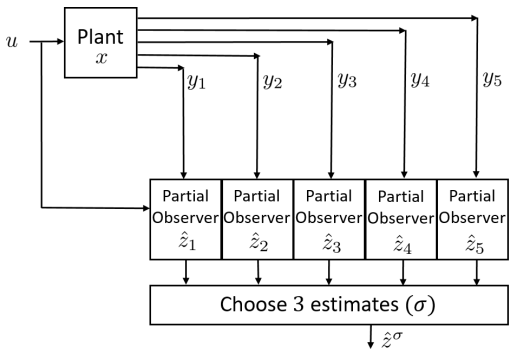 u
Plant
x
y₁
y₂
y₃
y₄
y₅
Partial Observer ẑ₁
Partial Observer ẑ₂
Partial Observer ẑ₃
Partial Observer ẑ₄
Partial Observer ẑ₅
Choose 3 estimates (σ)
ẑ^σ